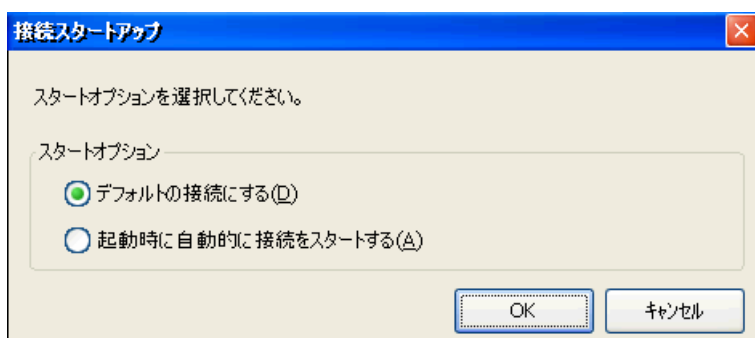 接続スタートアップ
スタートオプションを選択してください。
スタートオプション
デフォルトの接続にする(D)
起動時に自動的に接続をスタートする(A)
OK
キャンセル